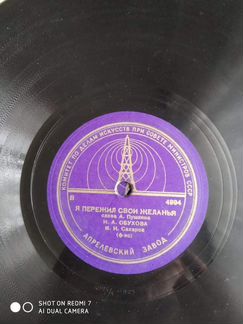 КОМИТЕТ ПО ДЕЛАМ ИСКУССТВ ПРИ СОВЕТЕ МИНИСТРОВ СССР
В 4994
Я ПЕРЕЖИЛ СВОИ ЖЕЛАНЬЯ
слова А. Пушкина
Н. А. ОБУХОВА
И. И. Сахаров
(ф-но)
АПРЕЛЕВСКИЙ ЗАВОД
SHOT ON REDMI 7
AI DUAL CAMERA